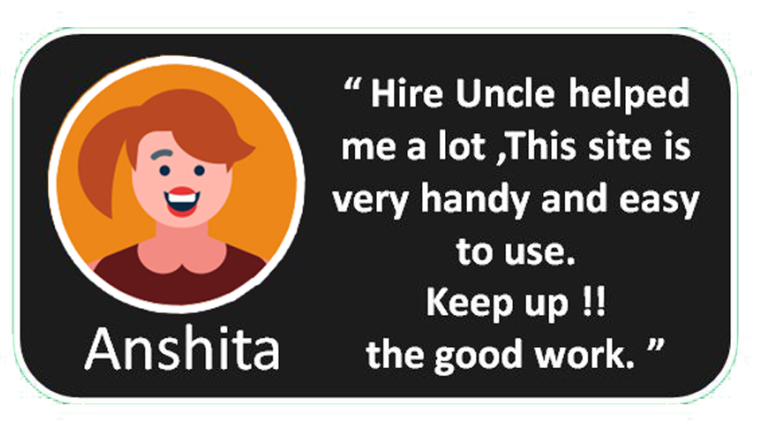 “ Hire Uncle helped
me a lot ,This site is
very handy and easy
to use.
Keep up !!
the good work. ”
Anshita